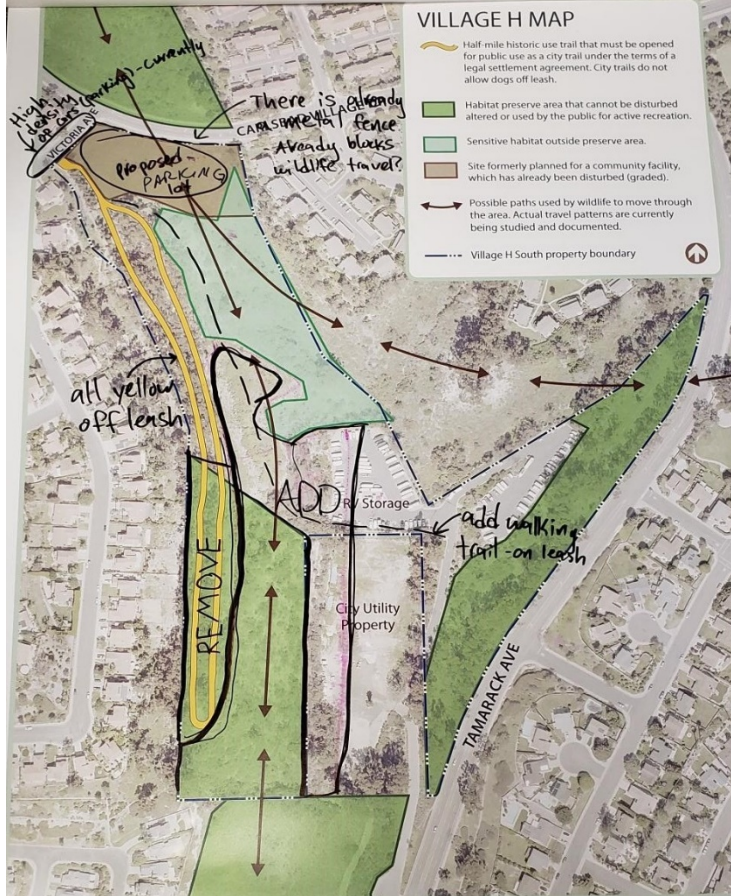 VILLAGE H MAP
Half-mile historic use trail that must be opened
for public use as a city trail under the terms of a
legal settlement agreement. City trails do not
allow dogs off leash.
Habitat preserve area that cannot be disturbed
altered or used by the public for active recreation.
Sensitive habitat outside preserve area.
Site formerly planned for a community facility,
which has already been disturbed (graded).
Possible paths used by wildlife to move through
the area. Actual travel patterns are currently
being studied and documented.
Village H South property boundary
High
density
of cars (parking) - currently
VICTORIA AVE
There is already
metal fence
Already blocks
wildlife travel?
proposed
PARKING
lot
all yellow
- off leash
ADD
RV Storage
add walking
trail - on leash
REMOVE
City Utility
Property
TAMARACK AVE